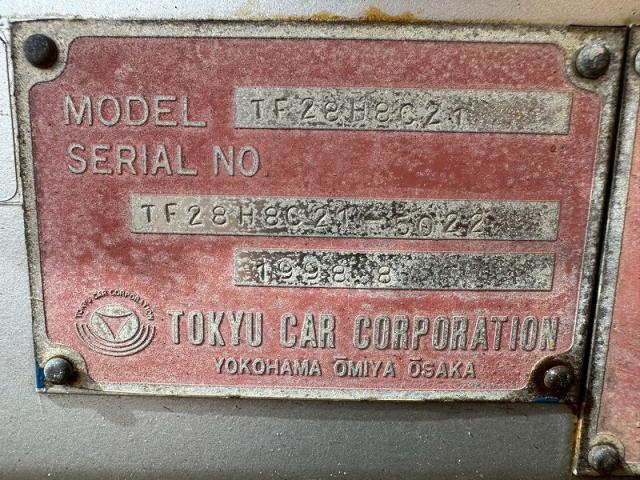 MODEL TF28H8C21
SERIAL NO.
TF28H8C21-5022
1998 8
TOKYU CAR CORPORATION
TOKYU CAR CORPORATION
YOKOHAMA ŌMIYA ŌSAKA